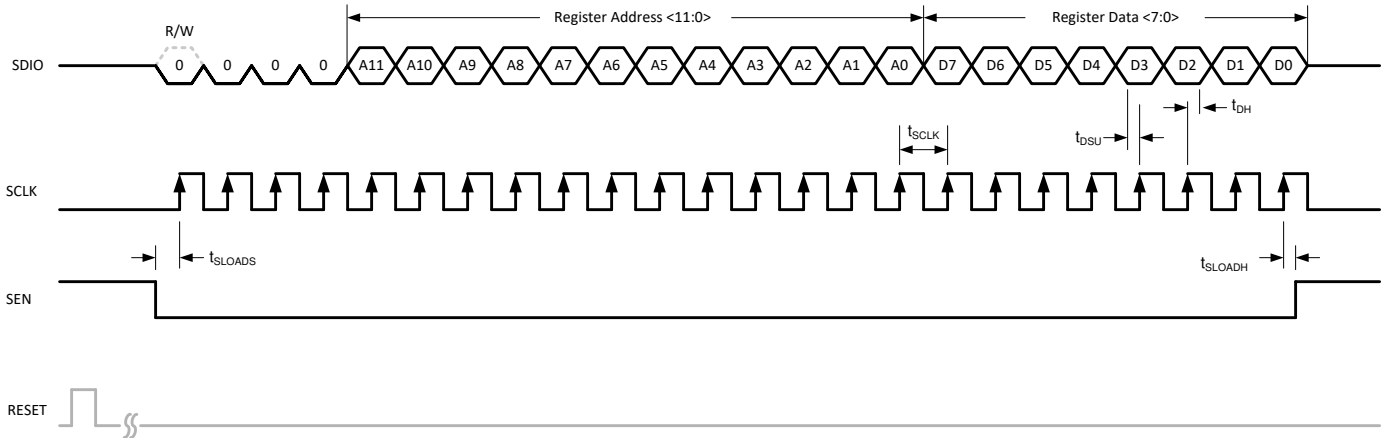 Register Address <11:0> Register Data <7:0>
R/W
SDIO 0 0 0 0 A11 A10 A9 A8 A7 A6 A5 A4 A3 A2 A1 A0 D7 D6 D5 D4 D3 D2 D1 D0
tDH
tSCLK
tDSU
SCLK
tSLOADS
tSLOADH
SEN
RESET